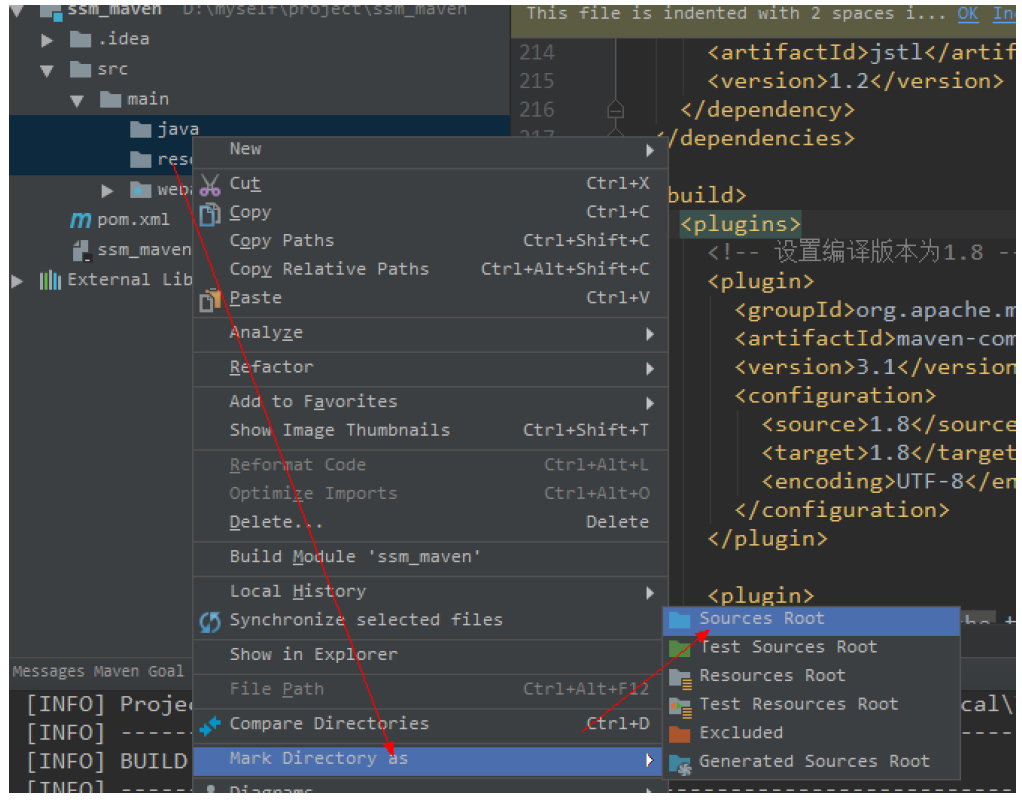 ssm_maven D:\myself\project\ssm_maven
.idea
src
main
java
pom.xml
ssm_maven
External Lib
This file is indented with 2 spaces i... OK
214 <artifactId>jstl</artif
215 <version>1.2</version>
216 </dependency>
217 </dependencies>
build>
<plugins>
<!-- 设置编译版本为1.8 --
<plugin>
<groupId>org.apache.m
<artifactId>maven-com
<version>3.1</version
<configuration>
<source>1.8</source
<target>1.8</target
<encoding>UTF-8</en
</configuration>
</plugin>
<plugin>
New
Cut Ctrl+X
Copy Ctrl+C
Copy Paths Ctrl+Shift+C
Copy Relative Paths Ctrl+Alt+Shift+C
Paste Ctrl+V
Analyze
Refactor
Add to Favorites
Show Image Thumbnails Ctrl+Shift+T
Reformat Code Ctrl+Alt+L
Optimize Imports Ctrl+Alt+O
Delete... Delete
Build Module 'ssm_maven'
Local History
Synchronize selected files
Show in Explorer
File Path Ctrl+Alt+F12
Compare Directories Ctrl+D
Mark Directory as
Diagrams
Sources Root
Test Sources Root
Resources Root
Test Resources Root
Excluded
Generated Sources Root
Messages Maven Goal
[INFO] Projec
[INFO] ------
[INFO] BUILD
[INFO] ------
cal\